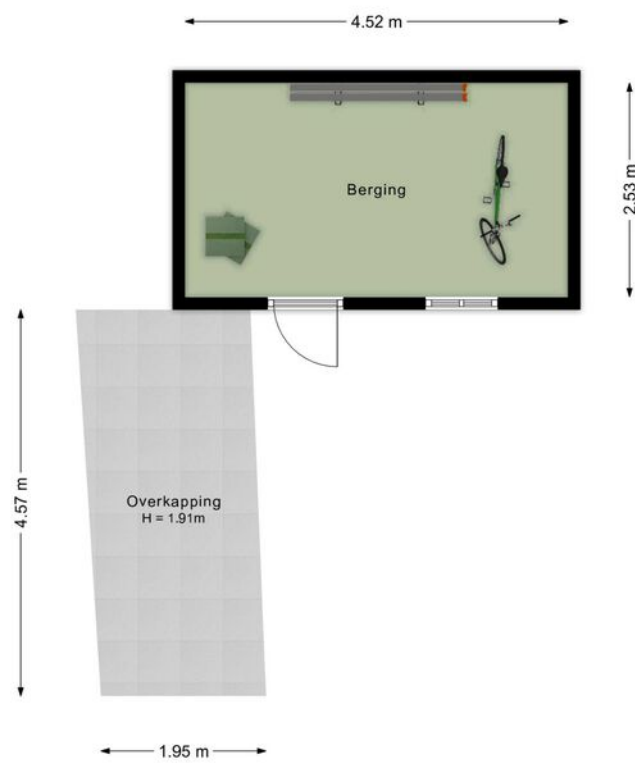 4.52 m
Berging
2.53 m
Overkapping
H = 1.91m
4.57 m
1.95 m